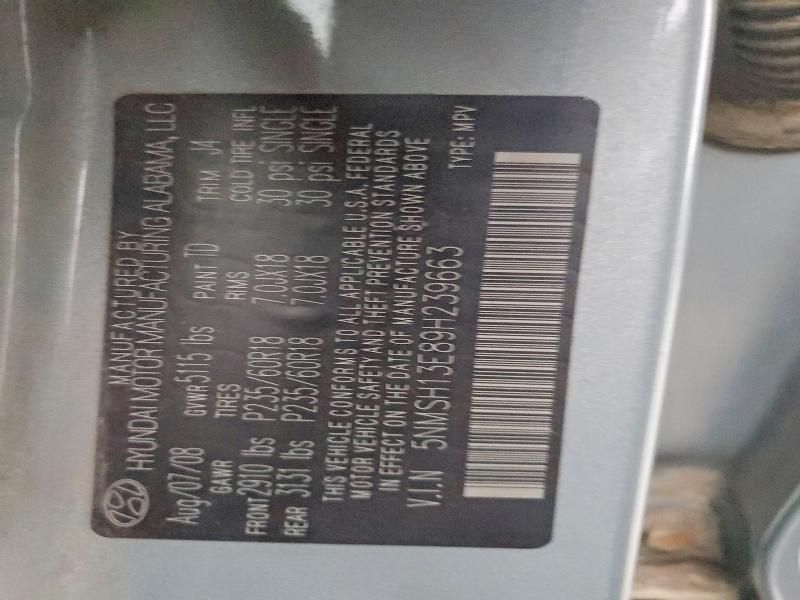 MANUFACTURED BY
HYUNDAI MOTOR MANUFACTURING ALABAMA, LLC
Aug/07/08 GVWR 5115 lbs PAINT TD TRIM J4
GAWR TIRES RIMS COLD TIRE INFL
FRONT 2910 lbs P235/60R18 7.0JX18 30 psi SINGLE
REAR 3131 lbs P235/60R18 7.0JX18 30 psi SINGLE
THIS VEHICLE CONFORMS TO ALL APPLICABLE U.S.A. FEDERAL
MOTOR VEHICLE SAFETY AND THEFT PREVENTION STANDARDS
IN EFFECT ON THE DATE OF MANUFACTURE SHOWN ABOVE
V.I.N 5NMSH13E89H239663 TYPE: MPV